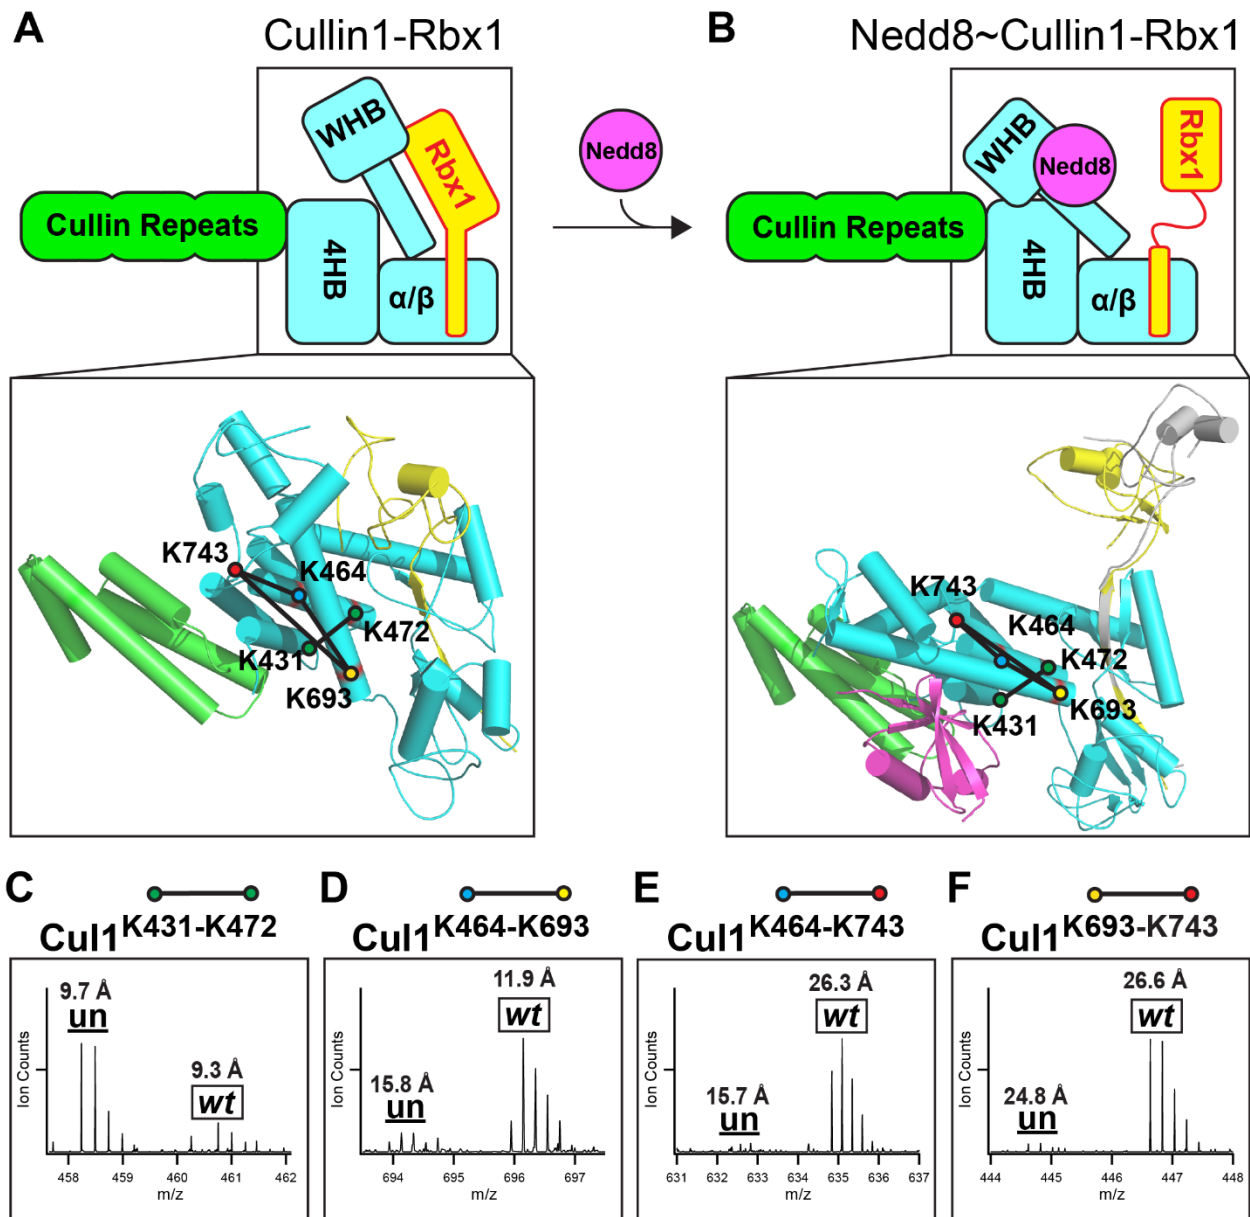 A
Cullin1-Rbx1
B
Nedd8~Cullin1-Rbx1
WHB
Rbx1
Cullin Repeats
4HB
α/β
Nedd8
WHB
Nedd8
Rbx1
Cullin Repeats
4HB
α/β
K743
K464
K472
K431
K693
K743
K464
K472
K431
K693
C
Cul1K431-K472
D
Cul1K464-K693
E
Cul1K464-K743
F
Cul1K693-K743
9.7 Å
un
9.3 Å
wt
Ion Counts
458 459 460 461 462
m/z
11.9 Å
wt
15.8 Å
un
Ion Counts
694 695 696 697
m/z
26.3 Å
wt
15.7 Å
un
Ion Counts
631 632 633 634 635 636 637
m/z
26.6 Å
wt
24.8 Å
un
Ion Counts
444 445 446 447 448
m/z